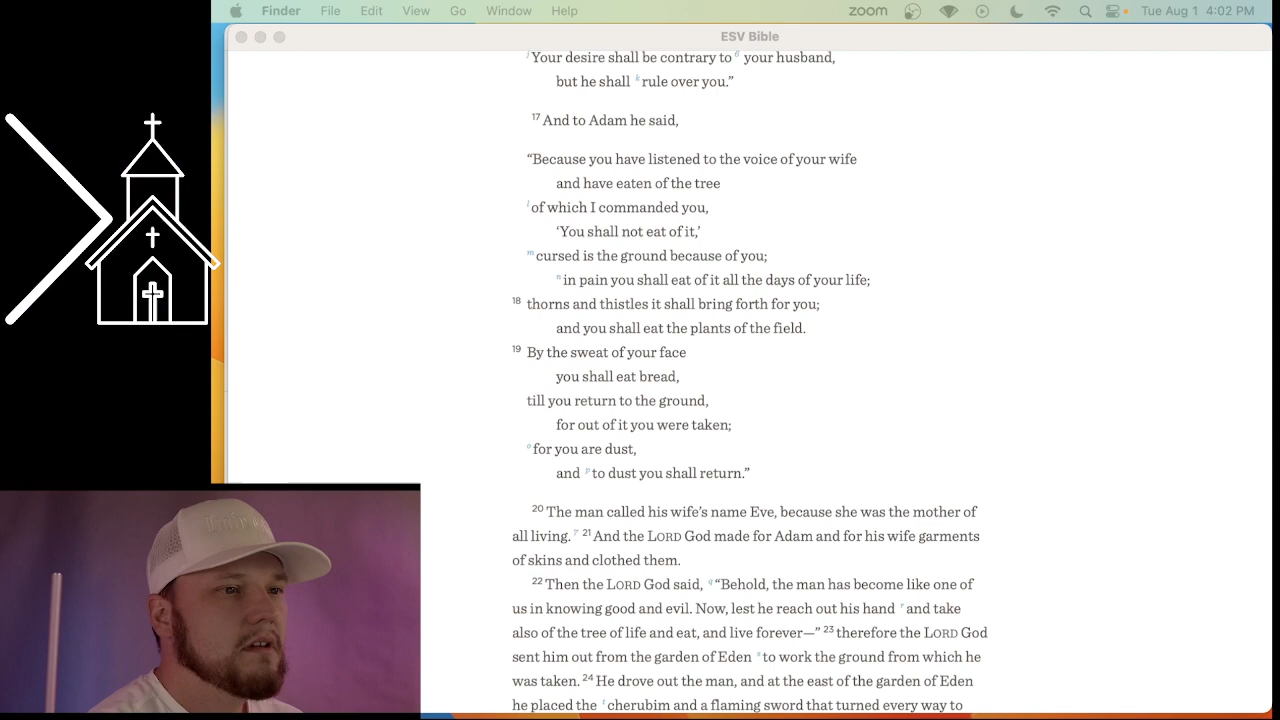 Finder File Edit View Go Window Help zoom Tue Aug 1 4:02 PM
ESV Bible
j Your desire shall be contrary to 6 your husband,
but he shall k rule over you.”
17 And to Adam he said,
“Because you have listened to the voice of your wife
and have eaten of the tree
l of which I commanded you,
‘You shall not eat of it,’
m cursed is the ground because of you;
n in pain you shall eat of it all the days of your life;
18 thorns and thistles it shall bring forth for you;
and you shall eat the plants of the field.
19 By the sweat of your face
you shall eat bread,
till you return to the ground,
for out of it you were taken;
o for you are dust,
and p to dust you shall return.”
20 The man called his wife’s name Eve, because she was the mother of
all living. 7 21 And the LORD God made for Adam and for his wife garments
of skins and clothed them.
22 Then the LORD God said, q “Behold, the man has become like one of
us in knowing good and evil. Now, lest he reach out his hand r and take
also of the tree of life and eat, and live forever—” 23 therefore the LORD God
sent him out from the garden of Eden s to work the ground from which he
was taken. 24 He drove out the man, and at the east of the garden of Eden
he placed the t cherubim and a flaming sword that turned every way to